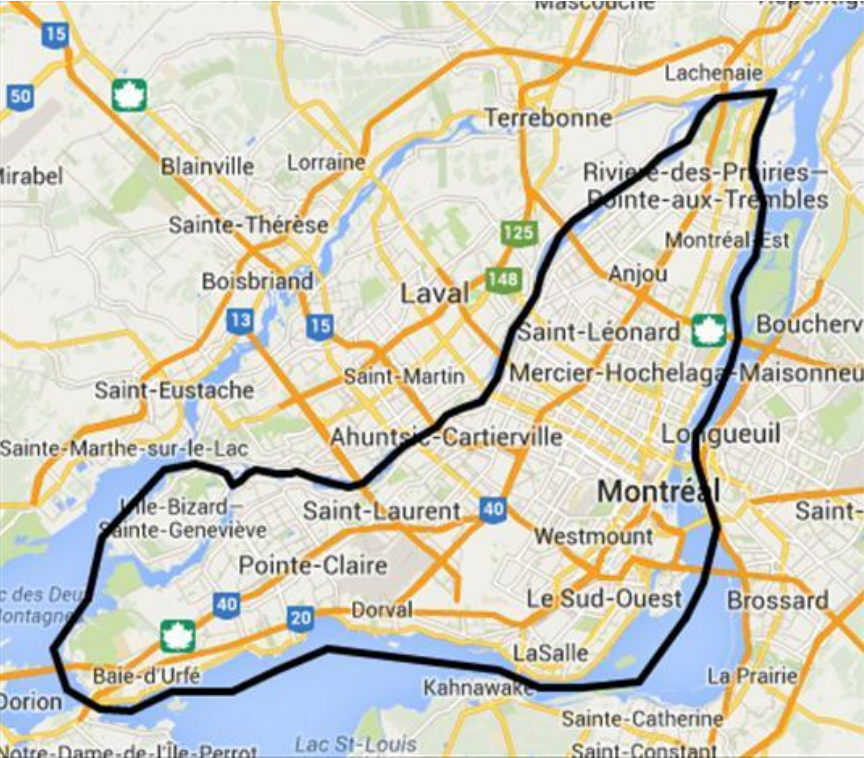 Mascouche
15
Lachenaie
50
Terrebonne
Blainville
Lorraine
Mirabel
Rivière-des-Prairies–
Pointe-aux-Trembles
Sainte-Thérèse
125
Montréal-Est
Boisbriand
148
Anjou
Laval
13
15
Saint-Léonard
Boucherv
Saint-Martin
Mercier-Hochelaga-Maisonneu
Saint-Eustache
Ahuntsic-Cartierville
Longueuil
Sainte-Marthe-sur-le-Lac
Montréal
L'Île-Bizard–
Sainte-Geneviève
Saint-Laurent
40
Saint-
Westmount
Pointe-Claire
c des Deux
Montagnes
40
20
Dorval
Le Sud-Ouest
Brossard
LaSalle
Baie-d'Urfé
Kahnawake
La Prairie
Dorion
Sainte-Catherine
Notre-Dame-de-l'Île-Perrot
Lac St-Louis
Saint-Constant